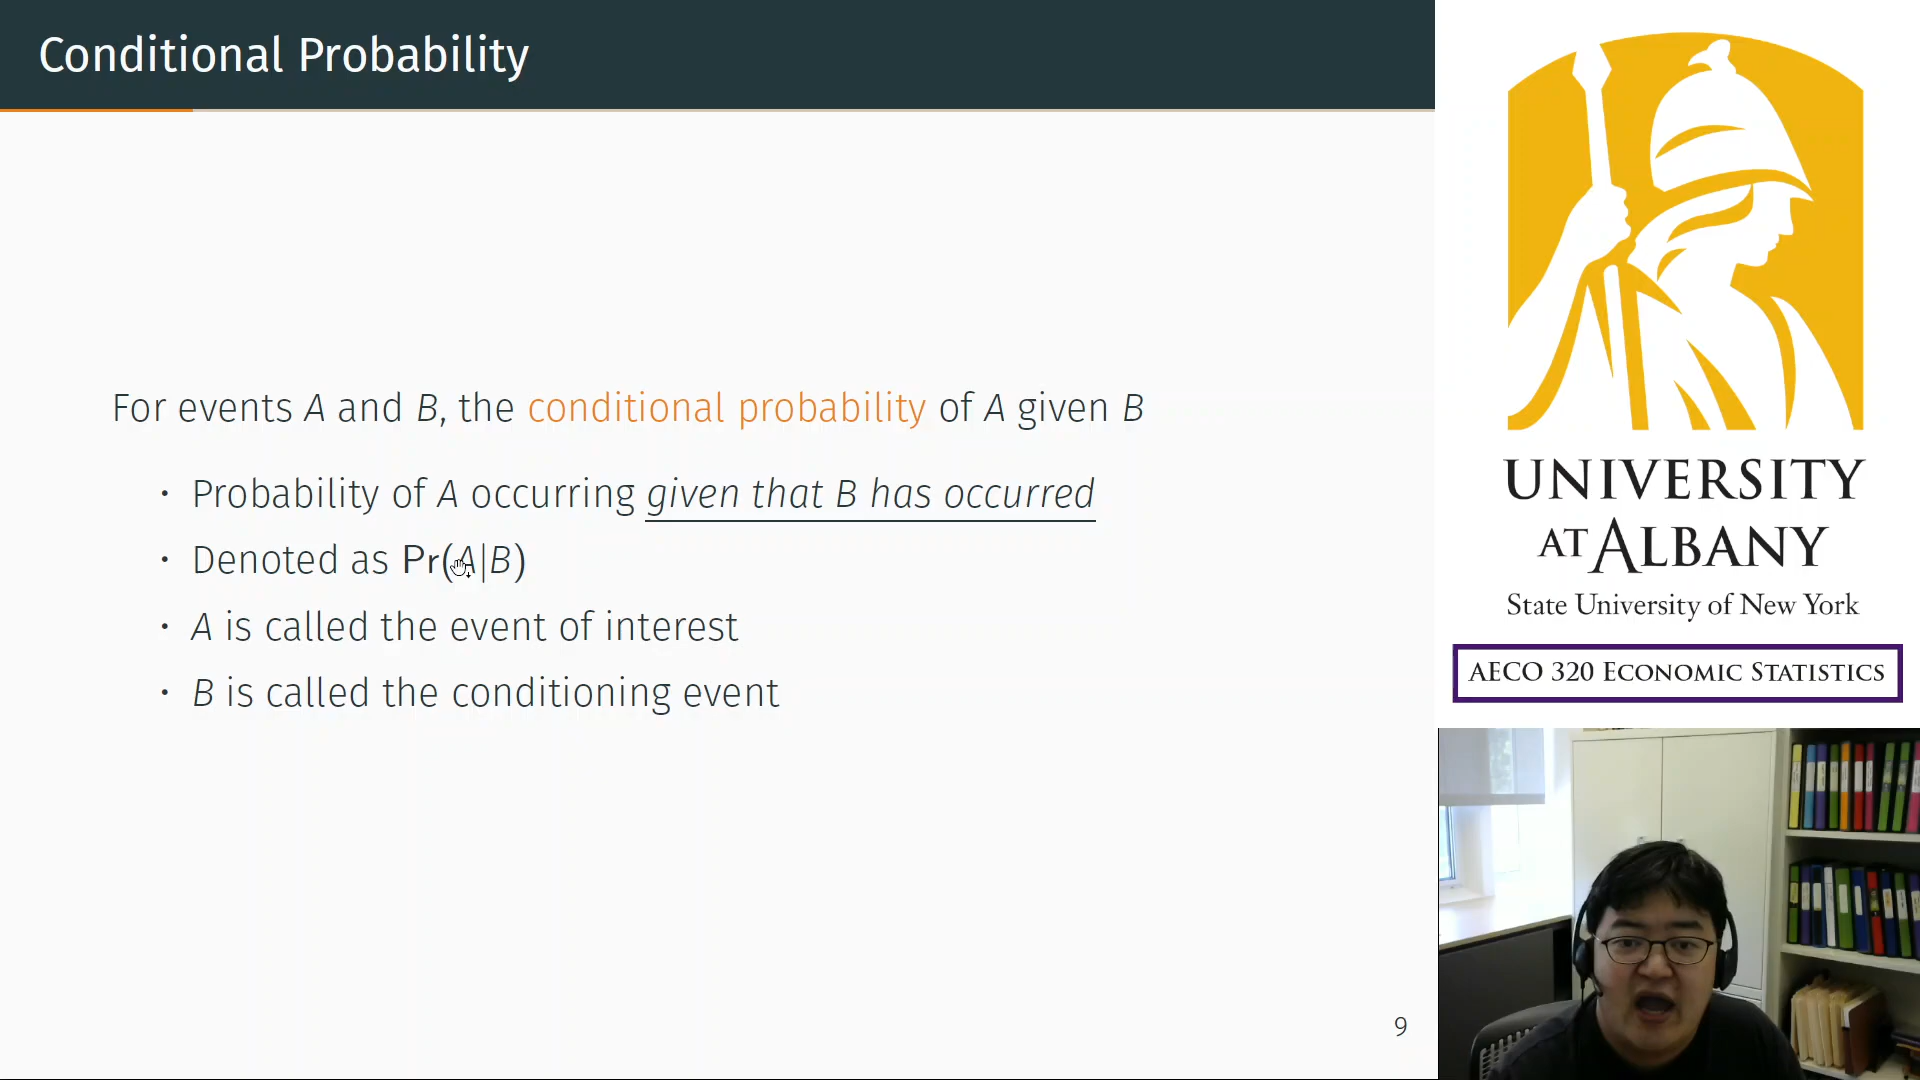 Conditional Probability
For events A and B, the conditional probability of A given B
· Probability of A occurring given that B has occurred
· Denoted as Pr(A|B)
· A is called the event of interest
· B is called the conditioning event
9
UNIVERSITY
AT ALBANY
State University of New York
AECO 320 ECONOMIC STATISTICS